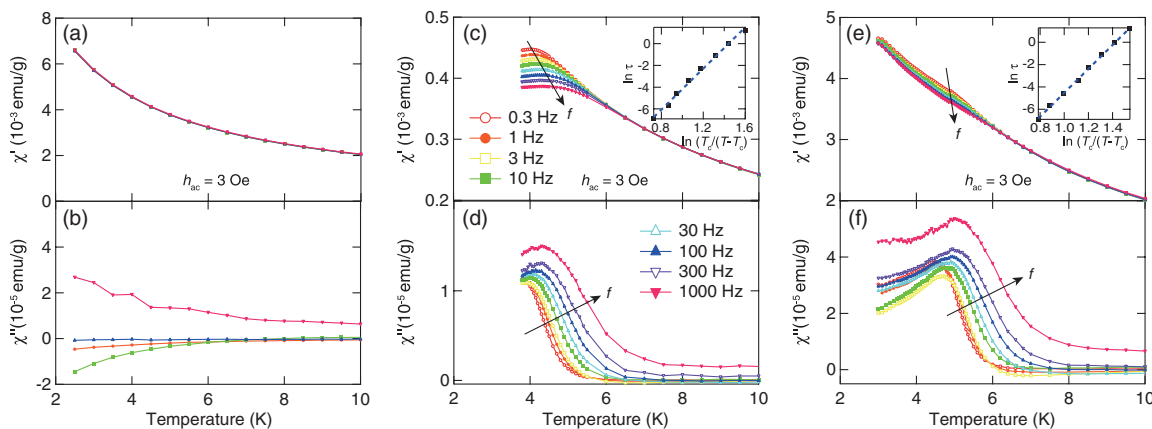 (a)
8
6
4
2
0
χ' (10⁻³ emu/g)
h_ac = 3 Oe
(b)
4
2
0
-2
χ''(10⁻⁵ emu/g)
2 4 6 8 10
Temperature (K)
(c)
0.5
0.4
0.3
0.2
χ' (10⁻³ emu/g)
f
0.3 Hz
1 Hz
3 Hz
10 Hz
h_ac = 3 Oe
0
-2
-4
-6
ln τ
0.8 1.2 1.6
ln (T_c/(T-T_c)
(d)
2
1
0
χ''(10⁻⁵ emu/g)
30 Hz
100 Hz
300 Hz
1000 Hz
f
2 4 6 8 10
Temperature (K)
(e)
5
4
3
2
χ' (10⁻³ emu/g)
f
h_ac = 3 Oe
0
-2
-4
-6
ln τ
0.8 1.0 1.2 1.4
ln (T_c/(T-T_c)
(f)
6
4
2
0
χ''(10⁻⁵ emu/g)
f
2 4 6 8 10
Temperature (K)